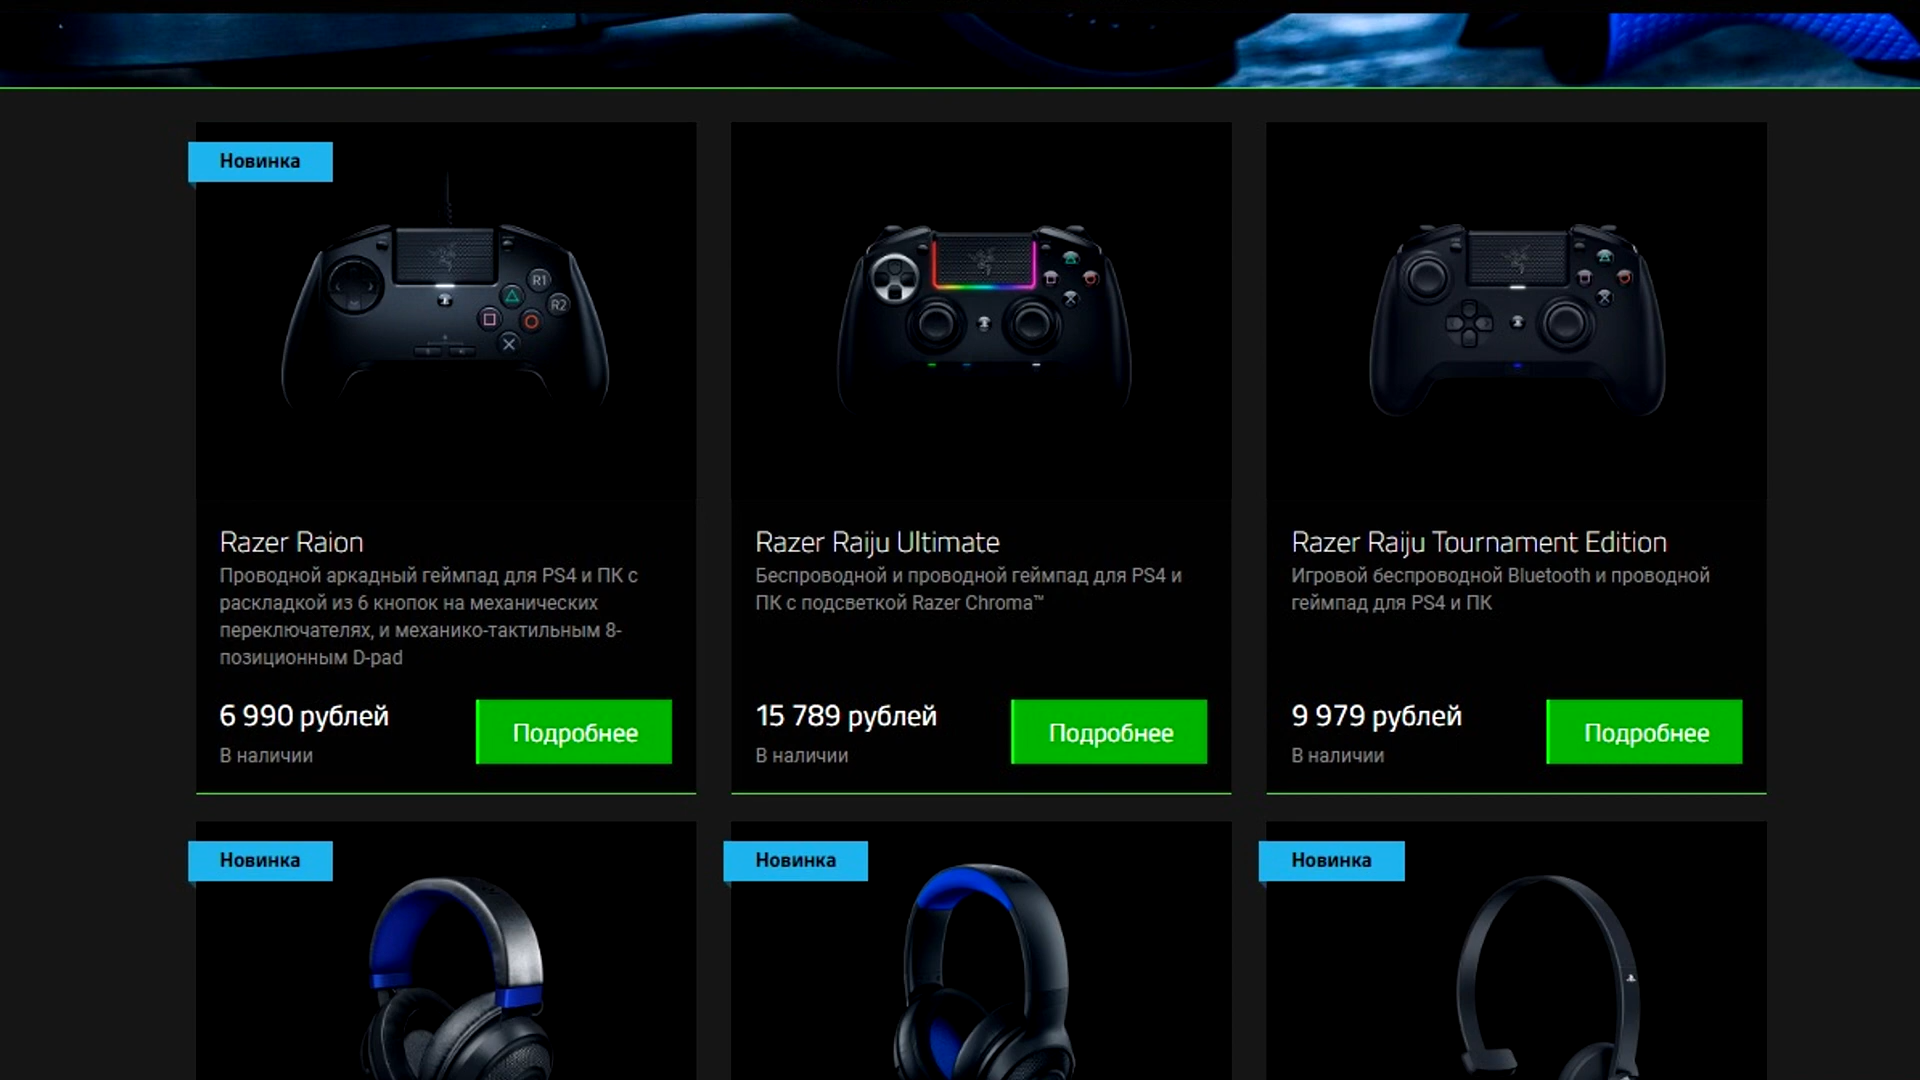 Новинка
R1
R2
Razer Raion
Проводной аркадный геймпад для PS4 и ПК с
раскладкой из 6 кнопок на механических
переключателях, и механико-тактильным 8-
позиционным D-pad
6 990 рублей
В наличии
Подробнее
Razer Raiju Ultimate
Беспроводной и проводной геймпад для PS4 и
ПК с подсветкой Razer Chroma™
15 789 рублей
В наличии
Подробнее
Razer Raiju Tournament Edition
Игровой беспроводной Bluetooth и проводной
геймпад для PS4 и ПК
9 979 рублей
В наличии
Подробнее
Новинка
Новинка
Новинка